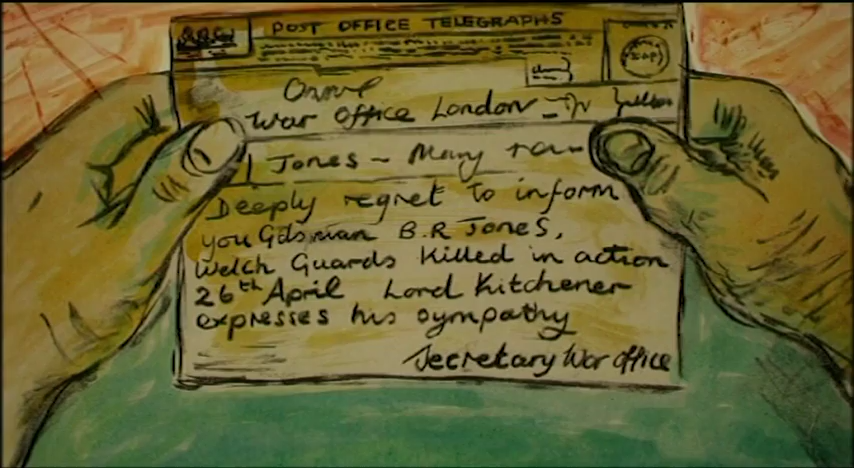 POST OFFICE TELEGRAPHS
War Office London
Jones - Mary
Deeply regret to inform
you Gdsman B.R Jones,
Welch Guards killed in action
26th April Lord Kitchener
expresses his sympathy
Secretary War office